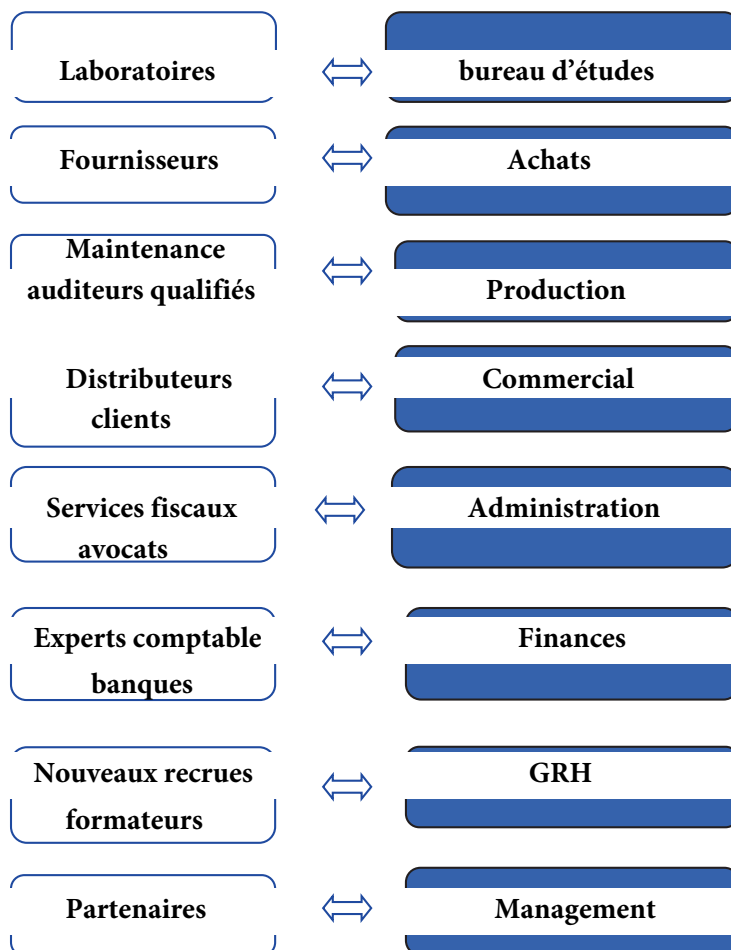 Laboratoires
bureau d’études
Fournisseurs
Achats
Maintenance
auditeurs qualifiés
Production
Distributeurs
clients
Commercial
Services fiscaux
avocats
Administration
Experts comptable
banques
Finances
Nouveaux recrues
formateurs
GRH
Partenaires
Management